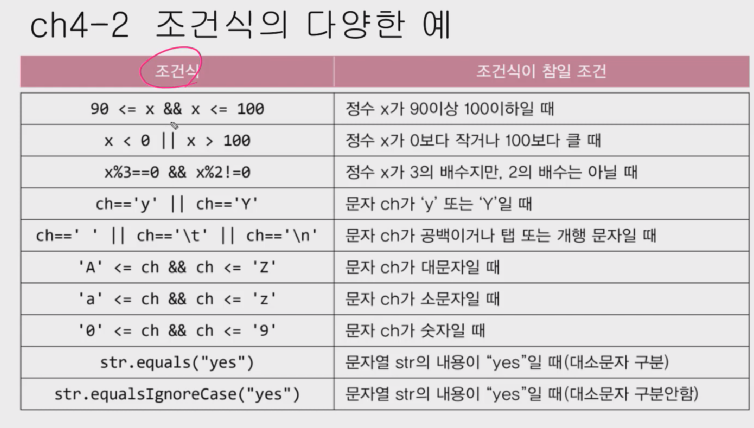 ch4-2 조건식의 다양한 예
조건식 조건식이 참일 조건
90 <= x && x <= 100 정수 x가 90이상 100이하일 때
x < 0 || x > 100 정수 x가 0보다 작거나 100보다 클 때
x%3==0 && x%2!=0 정수 x가 3의 배수지만, 2의 배수는 아닐 때
ch=='y' || ch=='Y' 문자 ch가 ‘y’ 또는 ‘Y’일 때
ch==' ' || ch=='\t' || ch=='\n' 문자 ch가 공백이거나 탭 또는 개행 문자일 때
'A' <= ch && ch <= 'Z' 문자 ch가 대문자일 때
'a' <= ch && ch <= 'z' 문자 ch가 소문자일 때
'0' <= ch && ch <= '9' 문자 ch가 숫자일 때
str.equals("yes") 문자열 str의 내용이 “yes”일 때(대소문자 구분)
str.equalsIgnoreCase("yes") 문자열 str의 내용이 “yes”일 때(대소문자 구분안함)